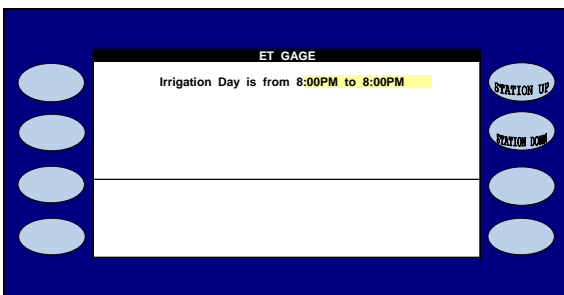 ET GAGE
Irrigation Day is from 8:00PM to 8:00PM
STATION UP
STATION DOWN